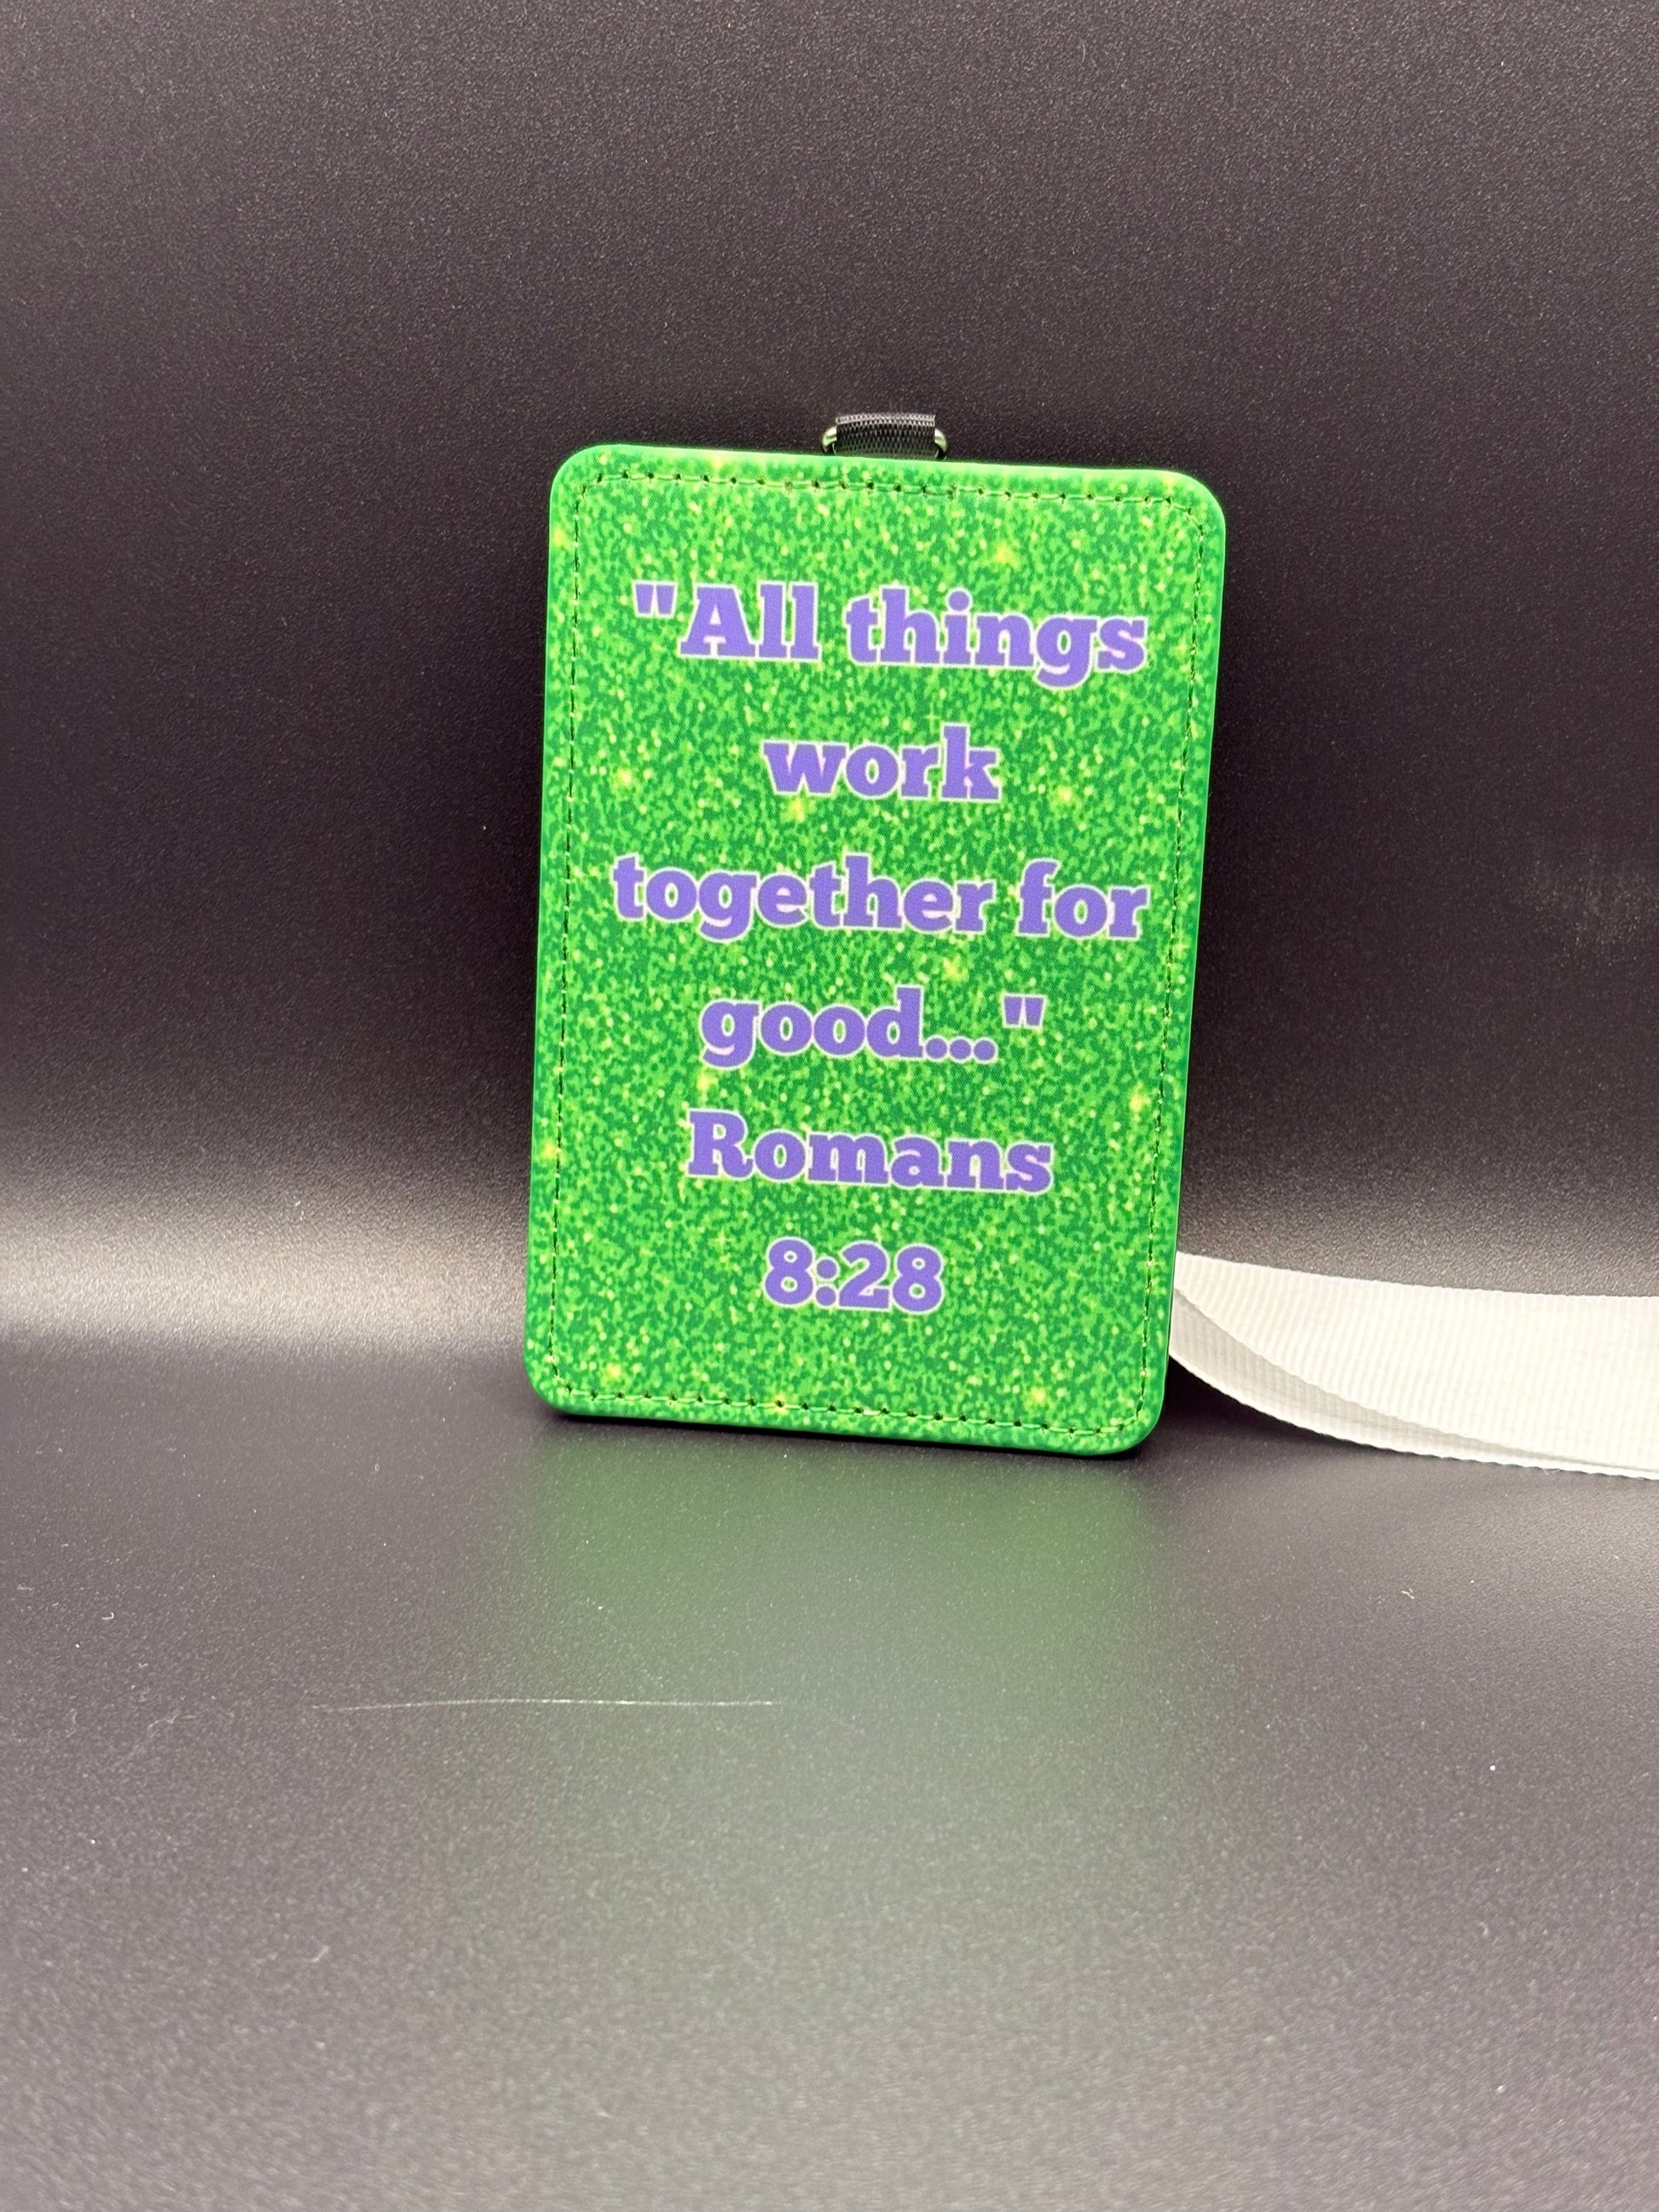 "All things
work
together for
good..."
Romans
8:28